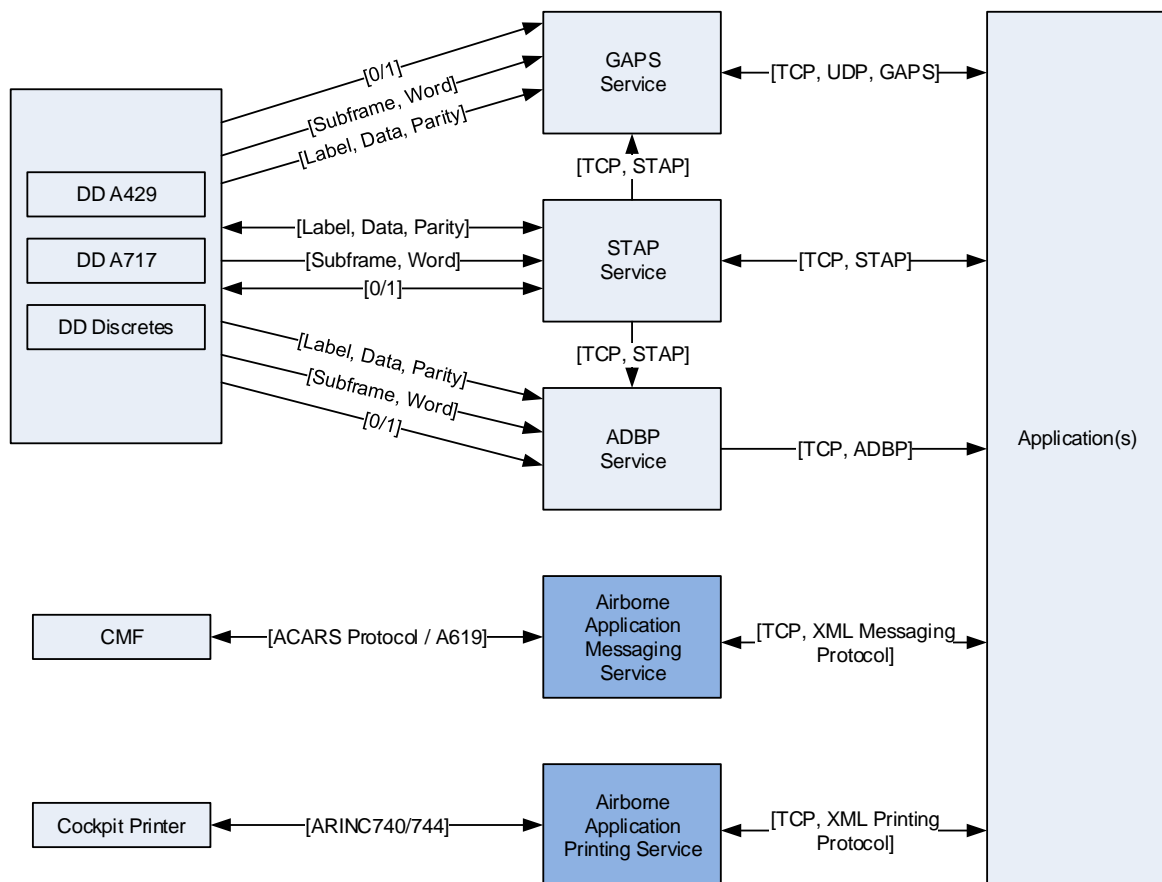 GAPS
Service
[0/1]
[Subframe, Word]
[Label, Data, Parity]
[TCP, UDP, GAPS]
[TCP, STAP]
DD A429
DD A717
DD Discretes
[Label, Data, Parity]
[Subframe, Word]
[0/1]
STAP
Service
[TCP, STAP]
[TCP, STAP]
[Label, Data, Parity]
[Subframe, Word]
[0/1]
ADBP
Service
[TCP, ADBP]
Application(s)
CMF
[ACARS Protocol / A619]
Airborne
Application
Messaging
Service
[TCP, XML Messaging
Protocol]
Cockpit Printer
[ARINC740/744]
Airborne
Application
Printing Service
[TCP, XML Printing
Protocol]